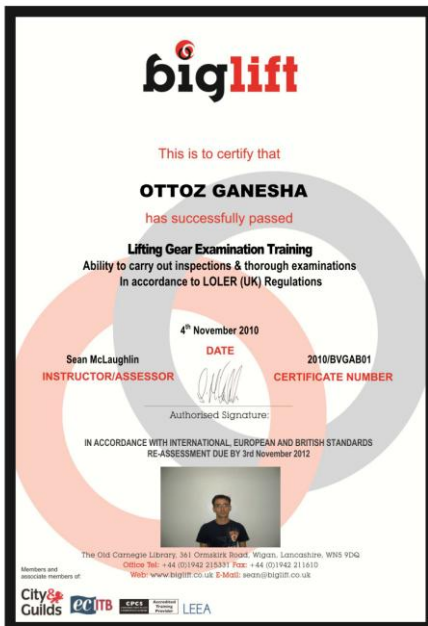 biglift
This is to certify that
OTTOZ GANESHA
has successfully passed
Lifting Gear Examination Training
Ability to carry out inspections & thorough examinations
In accordance to LOLER (UK) Regulations
4th November 2010
Sean McLaughlin DATE 2010/BVGAB01
INSTRUCTOR/ASSESSOR CERTIFICATE NUMBER
Authorised Signature:
IN ACCORDANCE WITH INTERNATIONAL, EUROPEAN AND BRITISH STANDARDS
RE-ASSESSMENT DUE BY 3rd November 2012
The Old Carnegie Library, 361 Ormskirk Road, Wigan, Lancashire, WN5 9DQ
Office Tel: +44 (0)1942 215331 Fax: +44 (0)1942 211610
Web: www.biglift.co.uk E-Mail: sean@biglift.co.uk
Members and
associate members of:
City&
Guilds
ecITB
CPCS Accredited Training Provider
LEEA